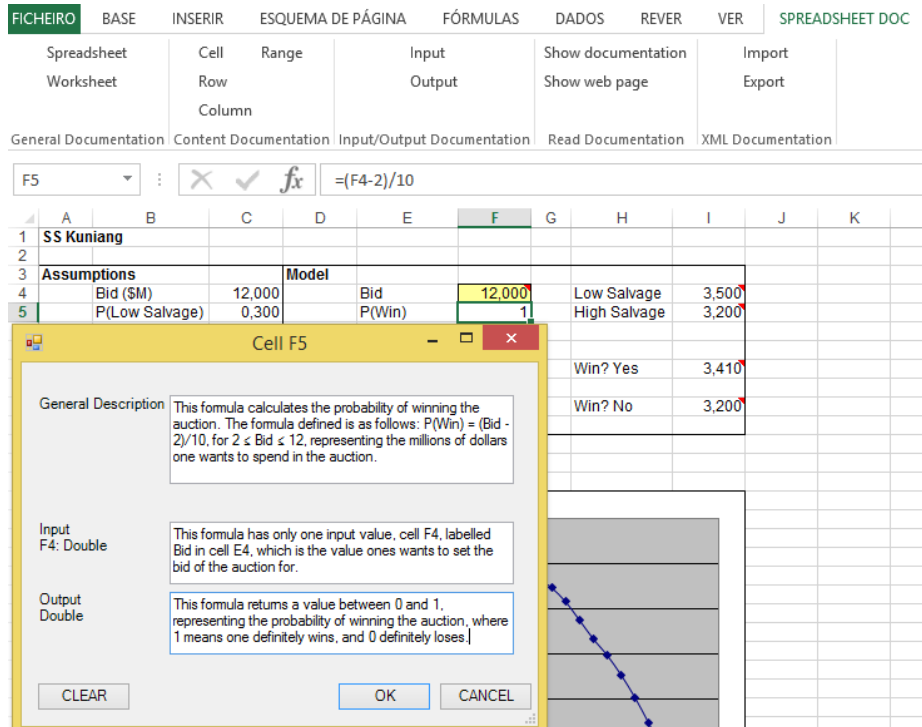 FICHEIRO BASE INSERIR ESQUEMA DE PÁGINA FÓRMULAS DADOS REVER VER SPREADSHEET DOC
Spreadsheet Cell Range Input Show documentation Import
Worksheet Row Output Show web page Export
Column
General Documentation Content Documentation Input/Output Documentation Read Documentation XML Documentation
F5 fx =(F4-2)/10
A B C D E F G H I J K
1 SS Kuniang
2
3 Assumptions Model
4 Bid ($M) 12,000 Bid 12,000 Low Salvage 3,500
5 P(Low Salvage) 0,300 P(Win) 1 High Salvage 3,200
Cell F5
Win? Yes 3,410
Win? No 3,200
General Description
This formula calculates the probability of winning the
auction. The formula defined is as follows: P(Win) = (Bid -
2)/10, for 2 ≤ Bid ≤ 12, representing the millions of dollars
one wants to spend in the auction.
Input
F4: Double
This formula has only one input value, cell F4, labelled
Bid in cell E4, which is the value ones wants to set the
bid of the auction for.
Output
Double
This formula returns a value between 0 and 1,
representing the probability of winning the auction, where
1 means one definitely wins, and 0 definitely loses.
CLEAR OK CANCEL